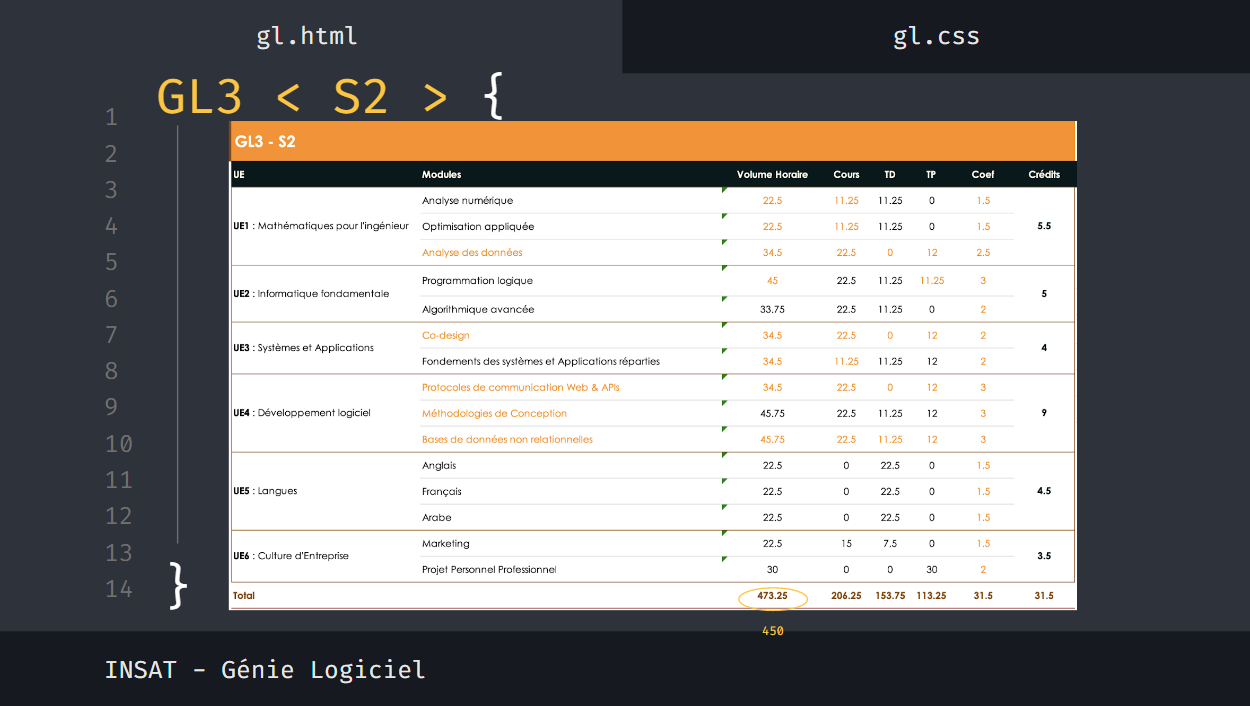 gl.html gl.css
GL3 < S2 > {
1
2
3
4
5
6
7
8
9
10
11
12
13
14
}
GL3 - S2
UE Modules Volume Horaire Cours TD TP Coef Crédits
UE1 : Mathématiques pour l'ingénieur
Analyse numérique 22.5 11.25 11.25 0 1.5
Optimisation appliquée 22.5 11.25 11.25 0 1.5
Analyse des données 34.5 22.5 0 12 2.5
5.5
UE2 : Informatique fondamentale
Programmation logique 45 22.5 11.25 11.25 3
Algorithmique avancée 33.75 22.5 11.25 0 2
5
UE3 : Systèmes et Applications
Co-design 34.5 22.5 0 12 2
Fondements des systèmes et Applications réparties 34.5 11.25 11.25 12 2
4
UE4 : Développement logiciel
Protocoles de communication Web & APIs 34.5 22.5 0 12 3
Méthodologies de Conception 45.75 22.5 11.25 12 3
Bases de données non relationnelles 45.75 22.5 11.25 12 3
9
UE5 : Langues
Anglais 22.5 0 22.5 0 1.5
Français 22.5 0 22.5 0 1.5
Arabe 22.5 0 22.5 0 1.5
4.5
UE6 : Culture d'Entreprise
Marketing 22.5 15 7.5 0 1.5
Projet Personnel Professionnel 30 0 0 30 2
3.5
Total 473.25 206.25 153.75 113.25 31.5 31.5
450
INSAT – Génie Logiciel